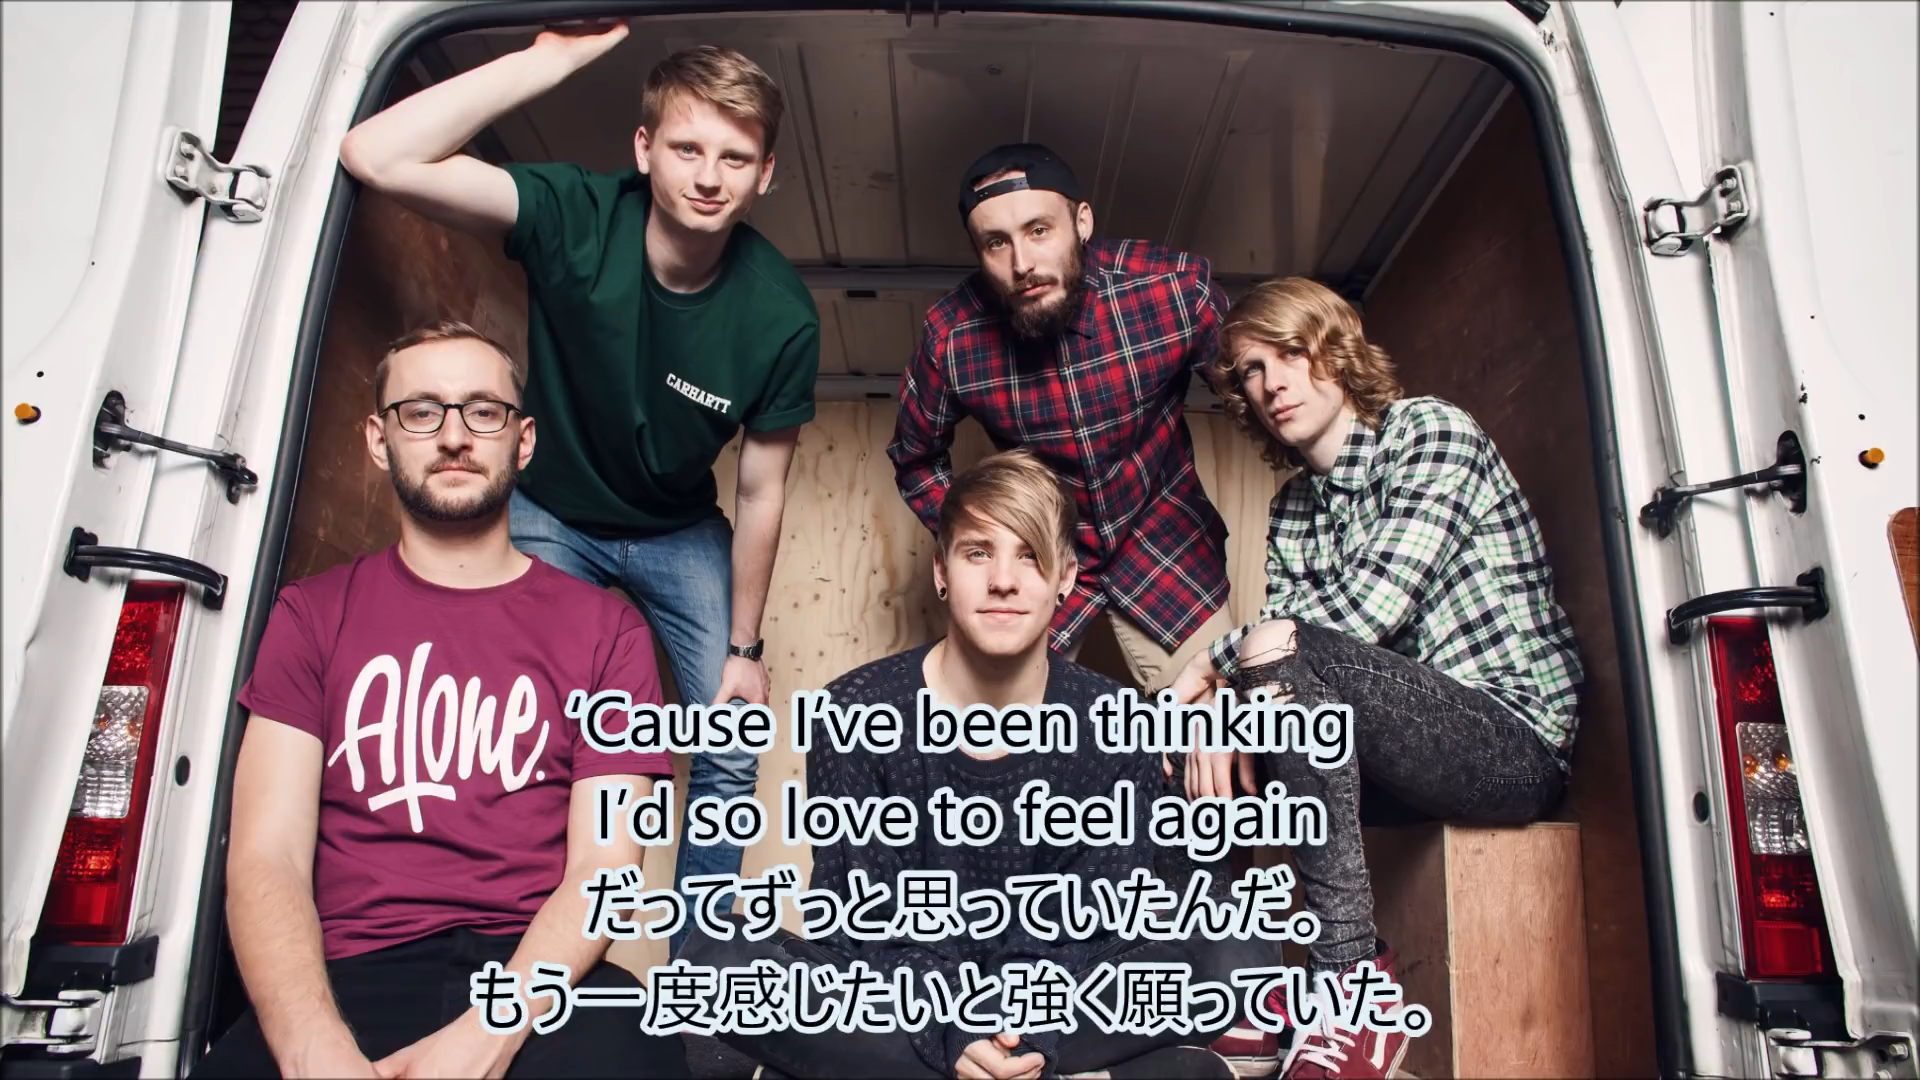 CARHARTT
Alone.
‘Cause I’ve been thinking
I’d so love to feel again
だってずっと思っていたんだ。
もう一度感じたいと強く願っていた。